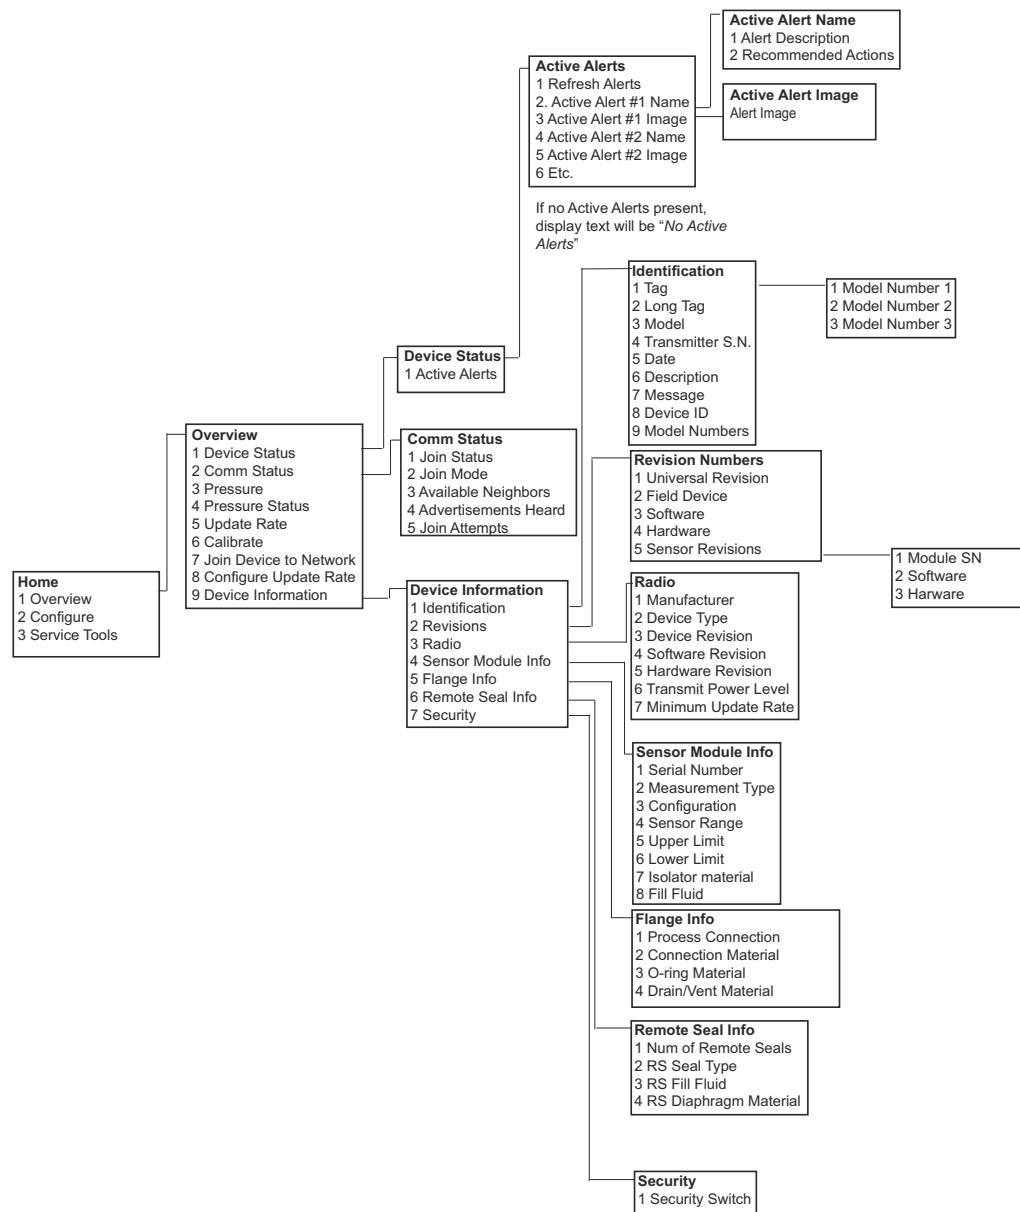 Active Alert Name
1 Alert Description
2 Recommended Actions
Active Alerts
1 Refresh Alerts
2. Active Alert #1 Name
3 Active Alert #1 Image
4 Active Alert #2 Name
5 Active Alert #2 Image
6 Etc.
Active Alert Image
Alert Image
If no Active Alerts present,
display text will be “No Active
Alerts”
Identification
1 Tag
2 Long Tag
3 Model
4 Transmitter S.N.
5 Date
6 Description
7 Message
8 Device ID
9 Model Numbers
1 Model Number 1
2 Model Number 2
3 Model Number 3
Device Status
1 Active Alerts
Overview
1 Device Status
2 Comm Status
3 Pressure
4 Pressure Status
5 Update Rate
6 Calibrate
7 Join Device to Network
8 Configure Update Rate
9 Device Information
Comm Status
1 Join Status
2 Join Mode
3 Available Neighbors
4 Advertisements Heard
5 Join Attempts
Revision Numbers
1 Universal Revision
2 Field Device
3 Software
4 Hardware
5 Sensor Revisions
1 Module SN
2 Software
3 Harware
Home
1 Overview
2 Configure
3 Service Tools
Device Information
1 Identification
2 Revisions
3 Radio
4 Sensor Module Info
5 Flange Info
6 Remote Seal Info
7 Security
Radio
1 Manufacturer
2 Device Type
3 Device Revision
4 Software Revision
5 Hardware Revision
6 Transmit Power Level
7 Minimum Update Rate
Sensor Module Info
1 Serial Number
2 Measurement Type
3 Configuration
4 Sensor Range
5 Upper Limit
6 Lower Limit
7 Isolator material
8 Fill Fluid
Flange Info
1 Process Connection
2 Connection Material
3 O-ring Material
4 Drain/Vent Material
Remote Seal Info
1 Num of Remote Seals
2 RS Seal Type
3 RS Fill Fluid
4 RS Diaphragm Material
Security
1 Security Switch